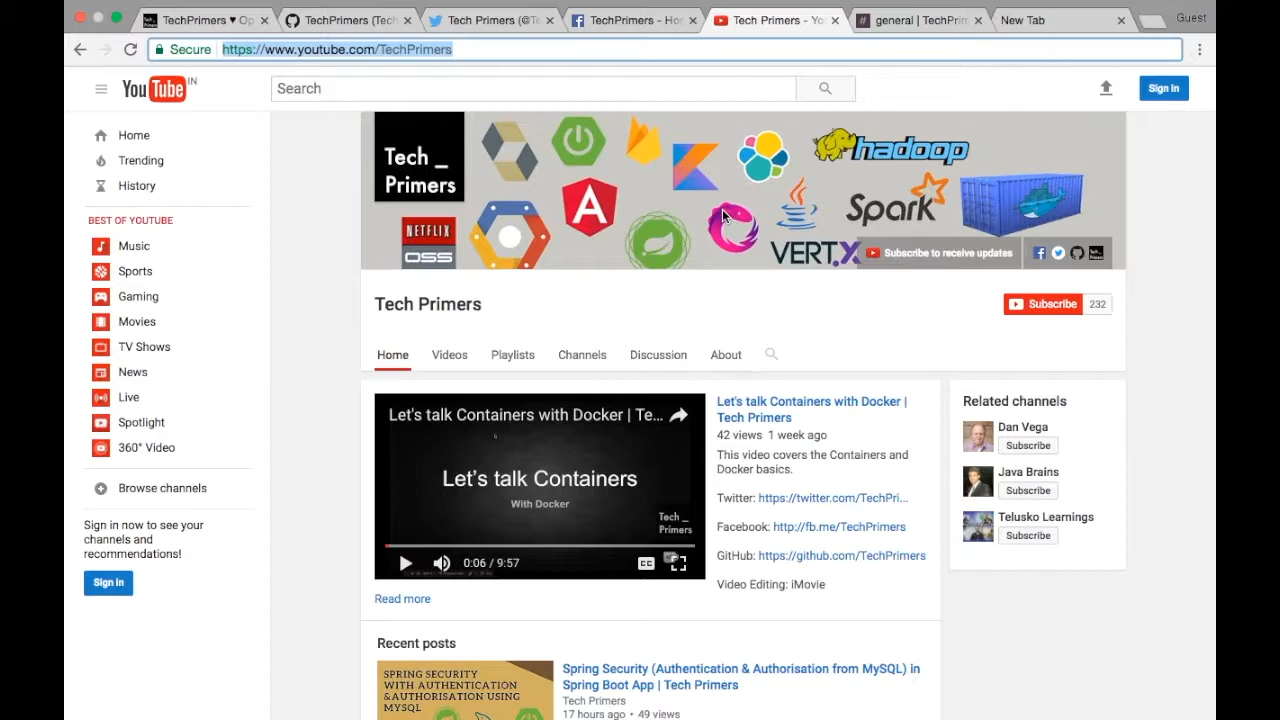 TechPrimers ♥ Op
TechPrimers (Tech
Tech Primers (@Te
TechPrimers - Hor
Tech Primers - Yo
general | TechPrim
New Tab
Guest
Secure
https://www.youtube.com/TechPrimers
YouTube IN
Search
Sign In
Home
Trending
History
BEST OF YOUTUBE
Music
Sports
Gaming
Movies
TV Shows
News
Live
Spotlight
360° Video
Browse channels
Sign in now to see your
channels and
recommendations!
Sign In
Tech _
Primers
hadoop
Spark
NETFLIX
OSS
Java
VERT.X
Subscribe to receive updates
Tech Primers
Subscribe 232
Home Videos Playlists Channels Discussion About
Let's talk Containers with Docker | Te...
Let's talk Containers
With Docker
Tech _
Primers
0:06 / 9:57
CC
Read more
Let's talk Containers with Docker |
Tech Primers
42 views 1 week ago
This video covers the Containers and
Docker basics.
Twitter: https://twitter.com/TechPri...
Facebook: http://fb.me/TechPrimers
GitHub: https://github.com/TechPrimers
Video Editing: iMovie
Related channels
Dan Vega
Subscribe
Java Brains
Subscribe
Telusko Learnings
Subscribe
Recent posts
SPRING SECURITY
WITH AUTHENTICATION
&AUTHORISATION USING
MYSQL
Spring Security (Authentication & Authorisation from MySQL) in
Spring Boot App | Tech Primers
Tech Primers
17 hours ago • 49 views